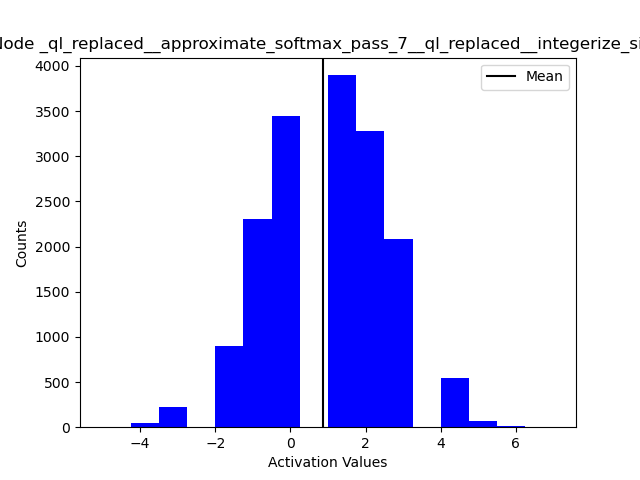 _ql_replaced__approximate_softmax_pass_7__ql_replaced__integerize_si
Mean
4000
3500
3000
2500
2000
1500
1000
500
0
Counts
−4 −2 0 2 4 6
Activation Values